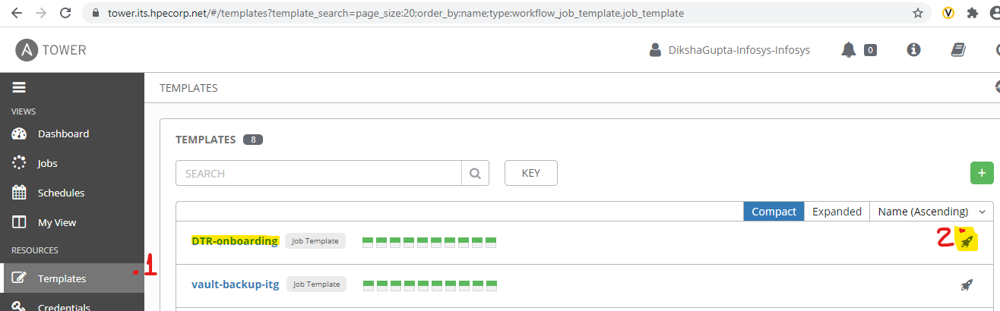 tower.its.hpecorp.net/#/templates?template_search=page_size:20;order_by:name;type:workflow_job_template,job_template
TOWER
DikshaGupta-Infosys-Infosys
0
TEMPLATES
VIEWS
Dashboard
Jobs
Schedules
My View
RESOURCES
Templates
1
Credentials
TEMPLATES 8
SEARCH
KEY
+
Compact
Expanded
Name (Ascending)
DTR-onboarding Job Template
2
vault-backup-itg Job Template